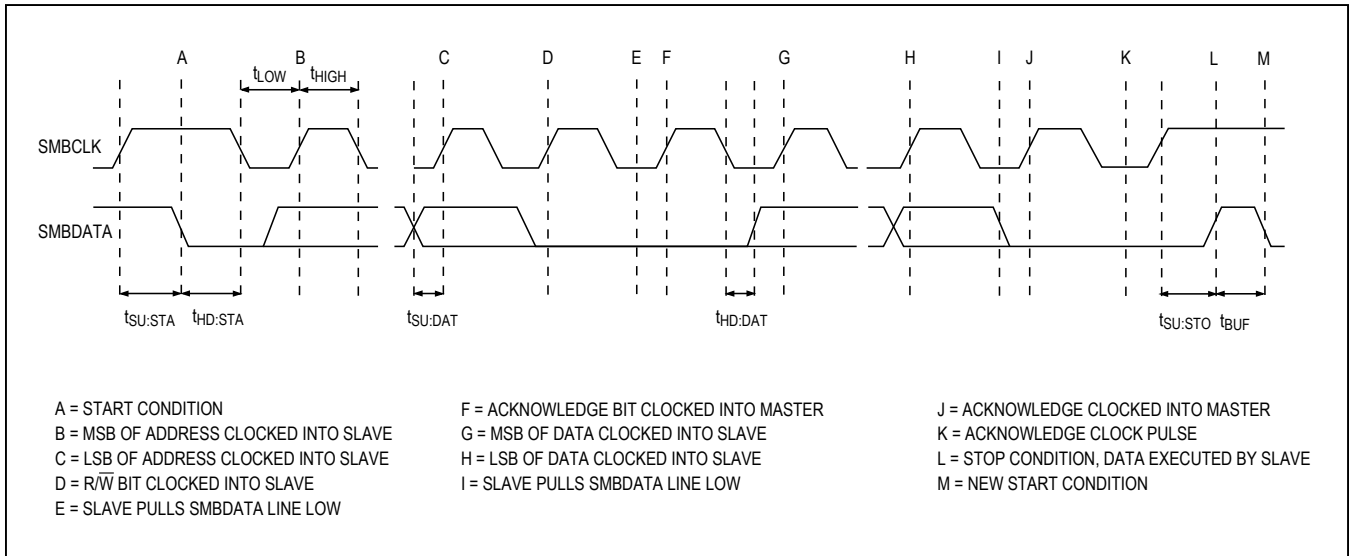 A B C D E F G H I J K L M
tLOW tHIGH
SMBCLK
SMBDATA
tSU:STA tHD:STA tSU:DAT tHD:DAT tSU:STO tBUF
A = START CONDITION
B = MSB OF ADDRESS CLOCKED INTO SLAVE
C = LSB OF ADDRESS CLOCKED INTO SLAVE
D = R/W̅ BIT CLOCKED INTO SLAVE
E = SLAVE PULLS SMBDATA LINE LOW
F = ACKNOWLEDGE BIT CLOCKED INTO MASTER
G = MSB OF DATA CLOCKED INTO SLAVE
H = LSB OF DATA CLOCKED INTO SLAVE
I = SLAVE PULLS SMBDATA LINE LOW
J = ACKNOWLEDGE CLOCKED INTO MASTER
K = ACKNOWLEDGE CLOCK PULSE
L = STOP CONDITION, DATA EXECUTED BY SLAVE
M = NEW START CONDITION